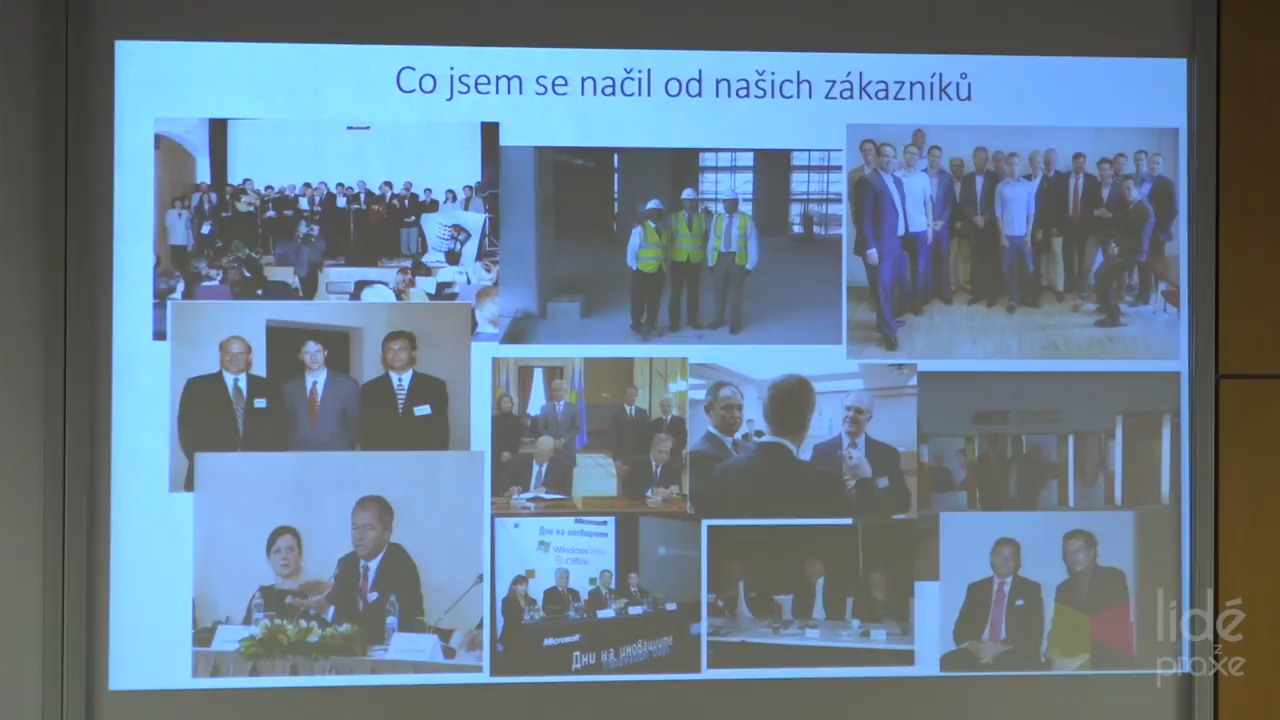 Co jsem se načil od našich zákazníků
Microsoft
Microsoft
Дни на иновациите
Windows
Office
Microsoft
Дни на иновациите
lidé
z
praxe